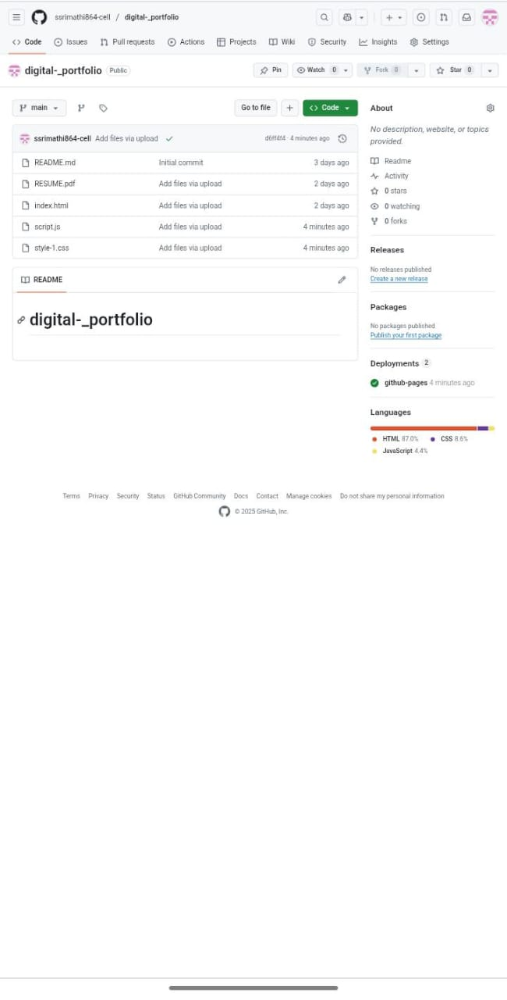 ssrimathi864-cell / digital-_portfolio
Code Issues Pull requests Actions Projects Wiki Security Insights Settings
digital-_portfolio Public Pin Watch 0 Fork 0 Star 0
main Go to file Code
ssrimathi864-cell Add files via upload d6ff4f4 · 4 minutes ago
README.md Initial commit 3 days ago
RESUME.pdf Add files via upload 2 days ago
index.html Add files via upload 2 days ago
script.js Add files via upload 4 minutes ago
style-1.css Add files via upload 4 minutes ago
README
digital-_portfolio
About
No description, website, or topics
provided.
Readme
Activity
0 stars
0 watching
0 forks
Releases
No releases published
Create a new release
Packages
No packages published
Publish your first package
Deployments 2
github-pages 4 minutes ago
Languages
HTML 87.0% CSS 8.6%
JavaScript 4.4%
Terms Privacy Security Status GitHub Community Docs Contact Manage cookies Do not share my personal information
© 2025 GitHub, Inc.